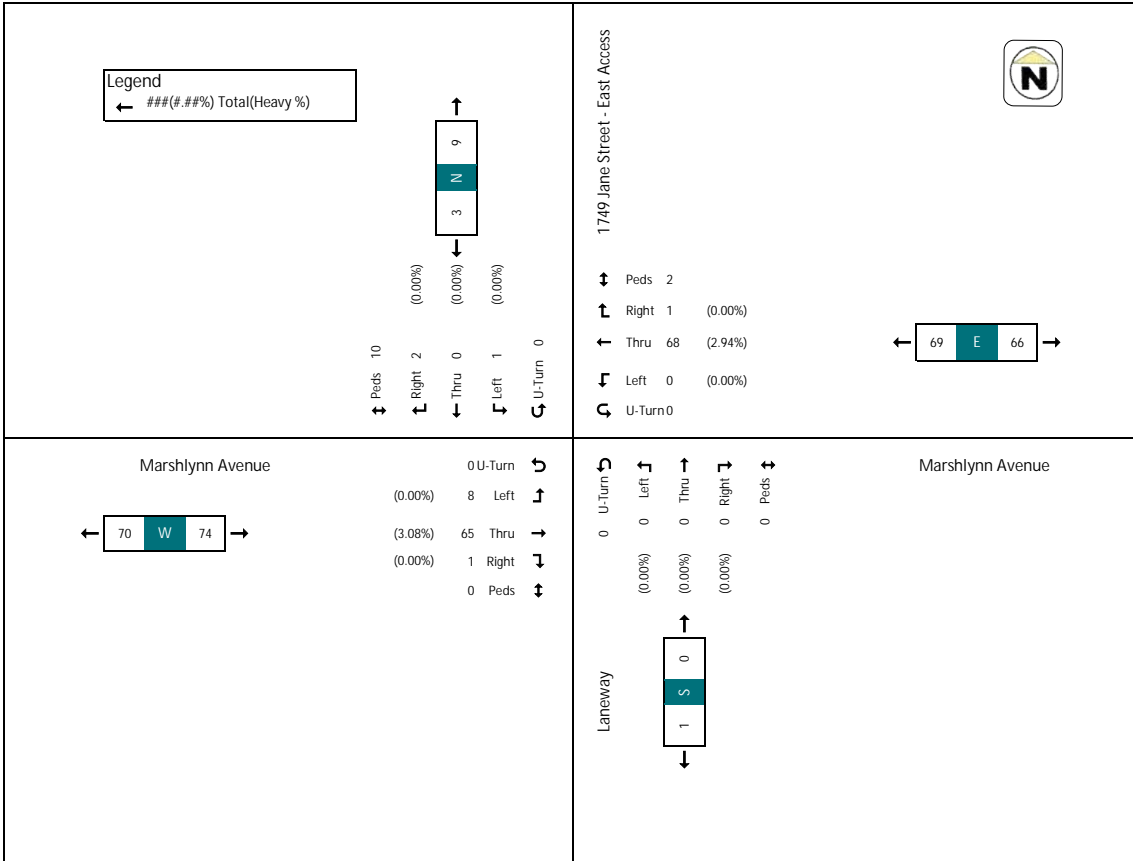 Legend
###(#.##%) Total(Heavy %)
9
N
3
(0.00%)
(0.00%)
(0.00%)
Peds 10
Right 2
Thru 0
Left 1
U-Turn 0
1749 Jane Street - East Access
N
Peds 2
Right 1 (0.00%)
Thru 68 (2.94%)
Left 0 (0.00%)
U-Turn 0
69 E 66
Marshlynn Avenue
70 W 74
0 U-Turn
(0.00%) 8 Left
(3.08%) 65 Thru
(0.00%) 1 Right
0 Peds
0 U-Turn
(0.00%) 0 Left
(0.00%) 0 Thru
(0.00%) 0 Right
0 Peds
Laneway
0
S
1
Marshlynn Avenue